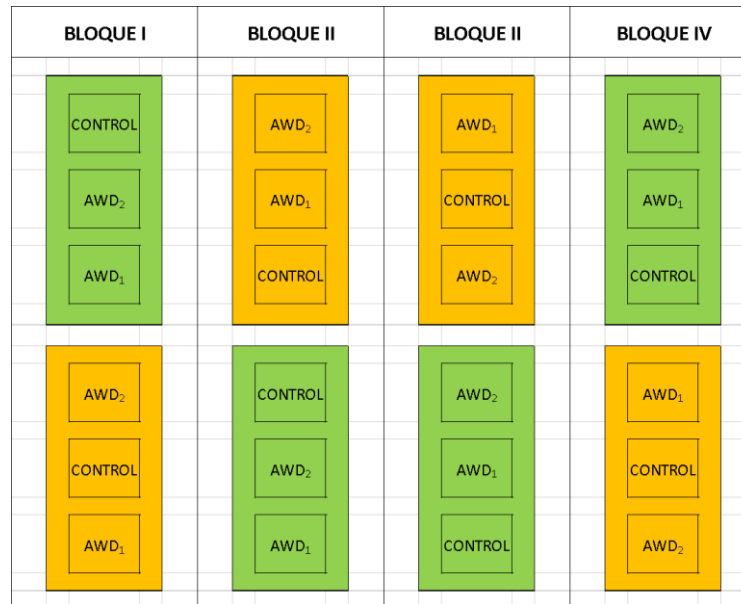 BLOQUE I BLOQUE II BLOQUE II BLOQUE IV
CONTROL AWD₂ AWD₁ AWD₂
AWD₂ AWD₁ CONTROL AWD₁
AWD₁ CONTROL AWD₂ CONTROL
AWD₂ CONTROL AWD₂ AWD₁
CONTROL AWD₂ AWD₁ CONTROL
AWD₁ AWD₁ CONTROL AWD₂